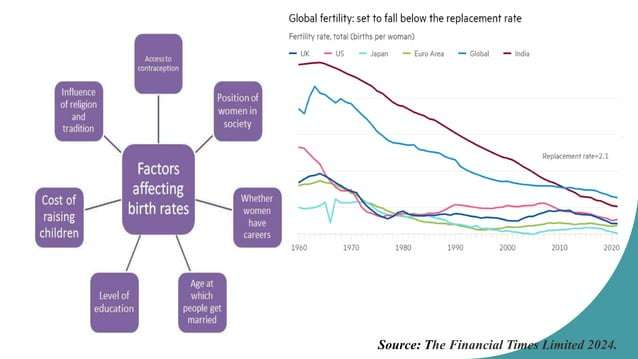 Access to
contraception
Influence
of religion
and
tradition
Position of
women in
society
Factors
affecting
birth rates
Cost of
raising
children
Whether
women
have
careers
Level of
education
Age at
which
people get
married
Global fertility: set to fall below the replacement rate
Fertility rate, total (births per woman)
UK US Japan Euro Area Global India
Replacement rate=2.1
1960 1970 1980 1990 2000 2010 2020
Source: The Financial Times Limited 2024.